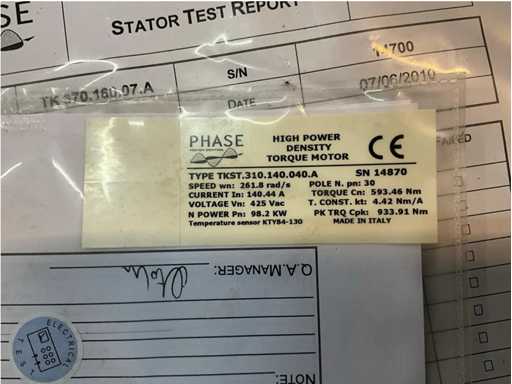 STATOR TEST REPORT
S/N
14700
TK 370.160.07.A
DATE
07/06/2010
PHASE
HIGH POWER
DENSITY
TORQUE MOTOR
CE
TYPE TKST.310.140.040.A SN 14870
SPEED wn: 261.8 rad/s POLE N. pn: 30
CURRENT In: 140.44 A TORQUE Cn: 593.46 Nm
VOLTAGE Vn: 425 Vac T. CONST. kt: 4.42 Nm/A
N POWER Pn: 98.2 KW PK TRQ Cpk: 933.91 Nm
Temperature sensor KTY84-130 MADE IN ITALY
FAILED
Q.A MANAGER:
NOTE:
ELECTRICAL
TEST